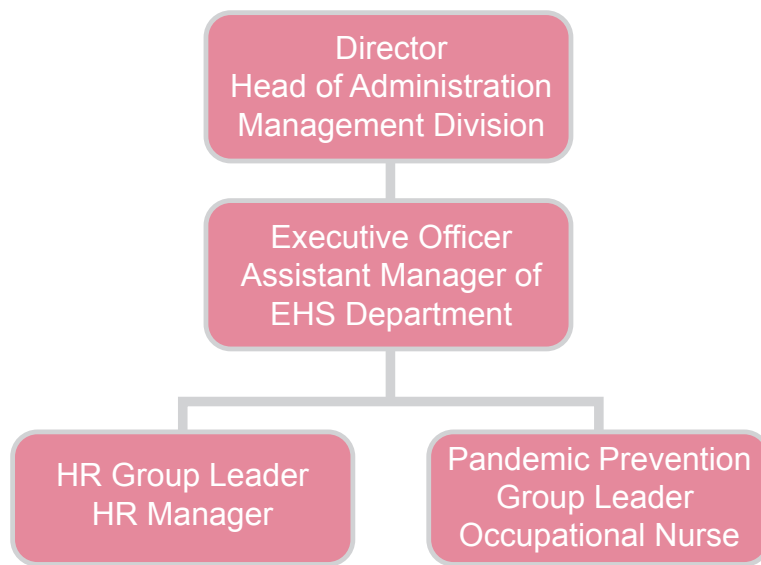 Director
Head of Administration
Management Division
Executive Officer
Assistant Manager of
EHS Department
HR Group Leader
HR Manager
Pandemic Prevention
Group Leader
Occupational Nurse